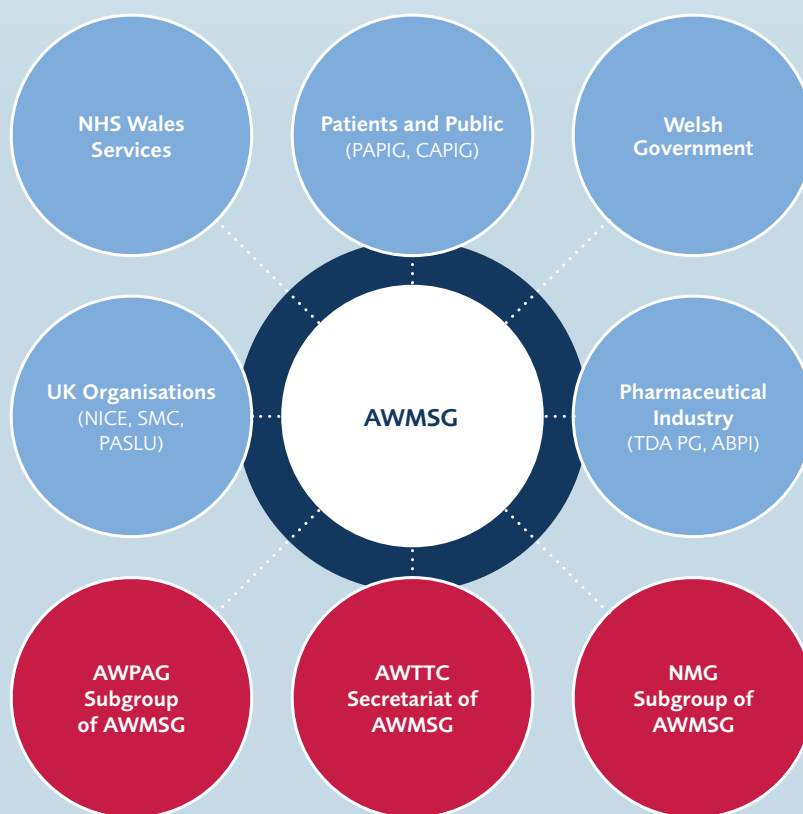 NHS Wales
Services
Patients and Public
(PAPIG, CAPIG)
Welsh
Government
UK Organisations
(NICE, SMC,
PASLU)
AWMSG
Pharmaceutical
Industry
(TDA PG, ABPI)
AWPAG
Subgroup
of AWMSG
AWTTC
Secretariat of
AWMSG
NMG
Subgroup of
AWMSG